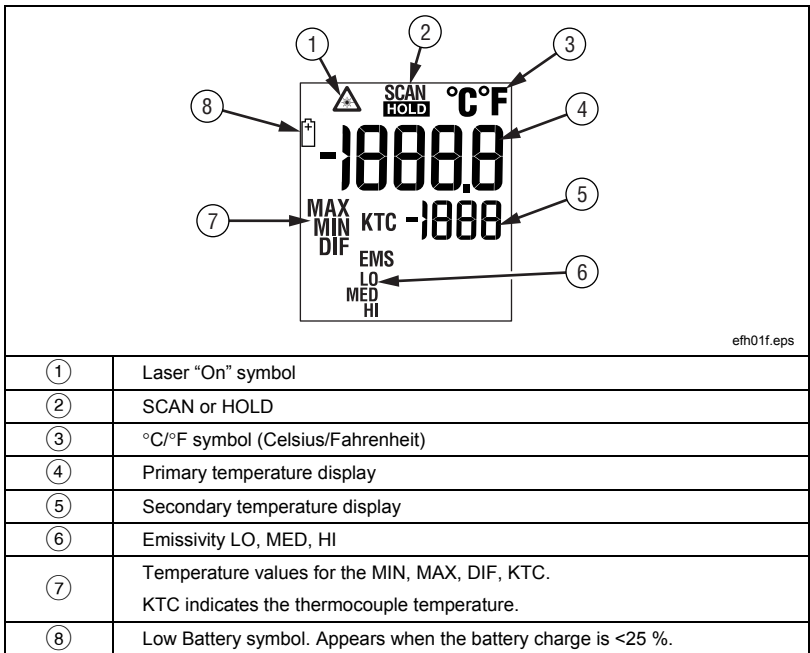 1
2
3
8
4
SCAN
HOLD
°C°F
-1888.8
5
7
MAX
MIN
DIF
KTC
-1888
6
EMS
LO
MED
HI
efh01f.eps
1 Laser “On” symbol
2 SCAN or HOLD
3 °C/°F symbol (Celsius/Fahrenheit)
4 Primary temperature display
5 Secondary temperature display
6 Emissivity LO, MED, HI
7 Temperature values for the MIN, MAX, DIF, KTC.
KTC indicates the thermocouple temperature.
8 Low Battery symbol. Appears when the battery charge is <25 %.